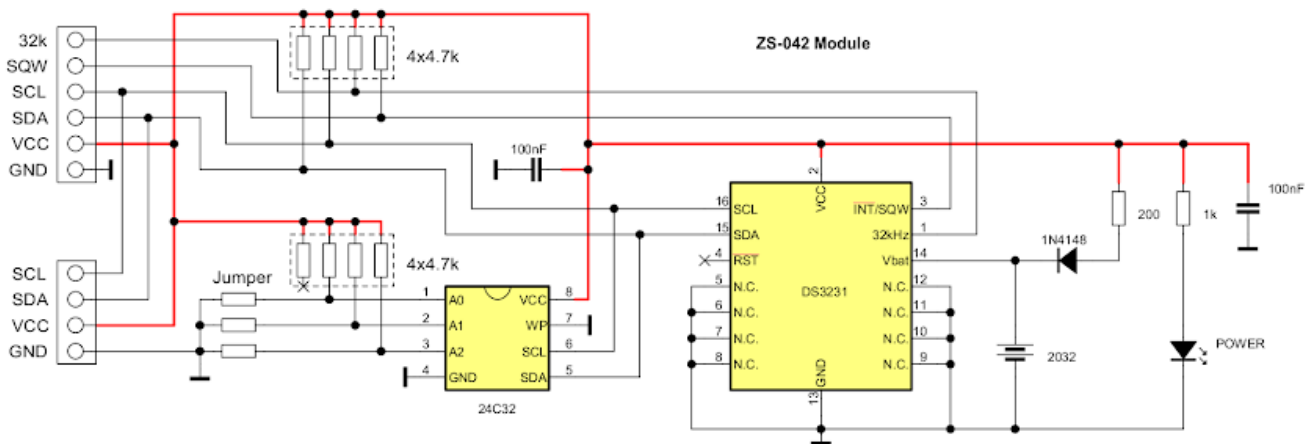 ZS-042 Module
32k
SQW
SCL
SDA
VCC
GND
4x4.7k
100nF
SCL
SDA
VCC
GND
Jumper
4x4.7k
1 A0 VCC 8
2 A1 WP 7
3 A2 SCL 6
4 GND SDA 5
24C32
2
VCC
16 SCL INT/SQW 3
15 SDA 32kHz 1
4 RST Vbat 14
5 N.C. N.C. 12
DS3231
6 N.C. N.C. 11
7 N.C. N.C. 10
8 N.C. N.C. 9
GND
13
1N4148
200
1k
100nF
2032
POWER